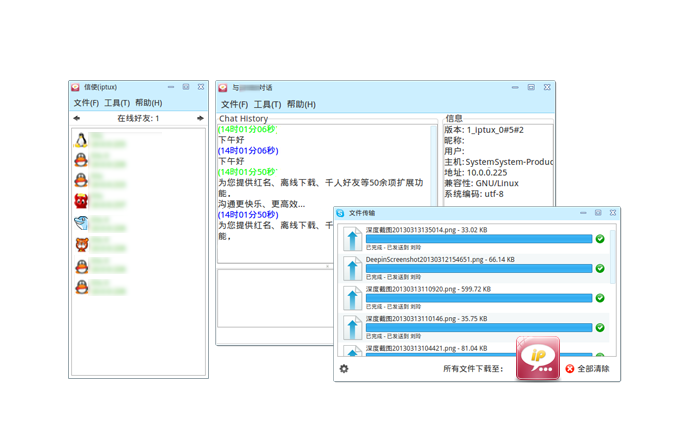 信使(iptux)
文件(F) 工具(T) 帮助(H)
在线好友: 1
与 对话
文件(F) 工具(T) 帮助(H)
Chat History
(14时01分06秒)
下午好
(14时01分06秒)
下午好
(14时01分50秒)
为您提供红名、离线下载、千人好友等50余项扩展功
能，
沟通更快乐、更高效...
(14时01分50秒)
为您提供红名、离线下载、千
能，
信息
版本: 1_iptux_0#5#2
昵称:
用户:
主机: SystemSystem-Produc
地址: 10.0.0.225
兼容性: GNU/Linux
系统编码: utf-8
文件传输
深度截图20130313135014.png - 33.02 KB
已完成 - 已发送到 刘玲
DeepinScreenshot20130312154651.png - 66.14 KB
已完成 - 已发送到 刘玲
深度截图20130313110920.png - 599.72 KB
已完成 - 已发送到 刘玲
深度截图20130313110146.png - 35.75 KB
已完成 - 已发送到 刘玲
深度截图20130313104421.png - 81.04 KB
所有文件下载至:
ip
全部清除